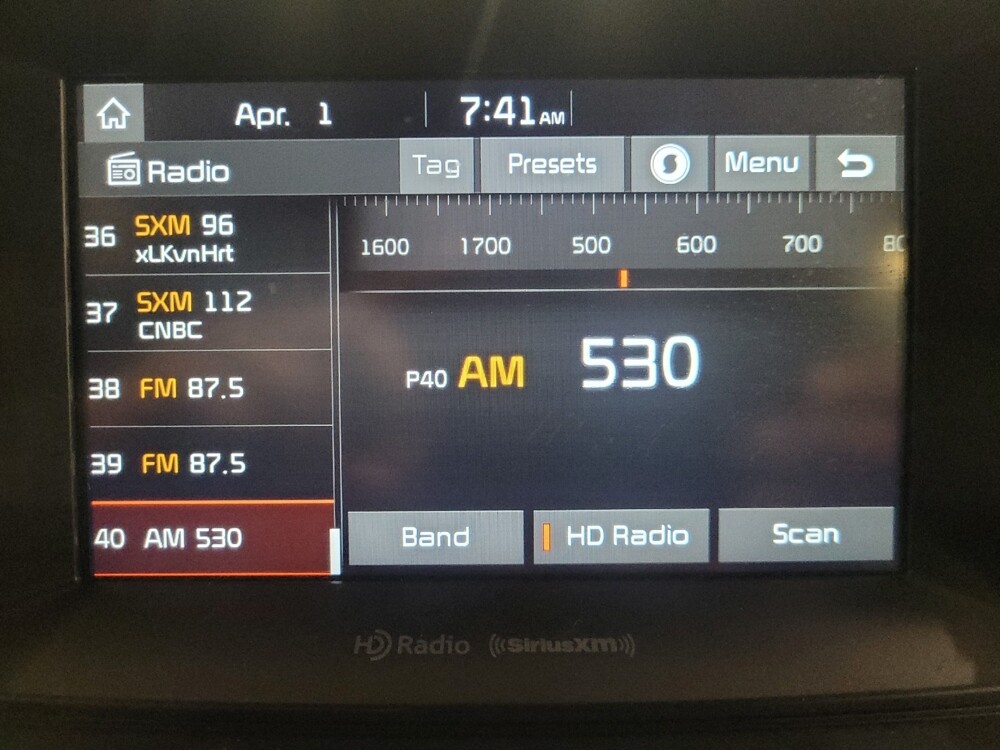 Apr. 1 7:41 AM
Radio Tag Presets Menu
36 SXM 96
xLKvnHrt
37 SXM 112
CNBC
38 FM 87.5
39 FM 87.5
40 AM 530
1600 1700 500 600 700 80
P40 AM 530
Band HD Radio Scan
HD Radio ((SiriusXM))